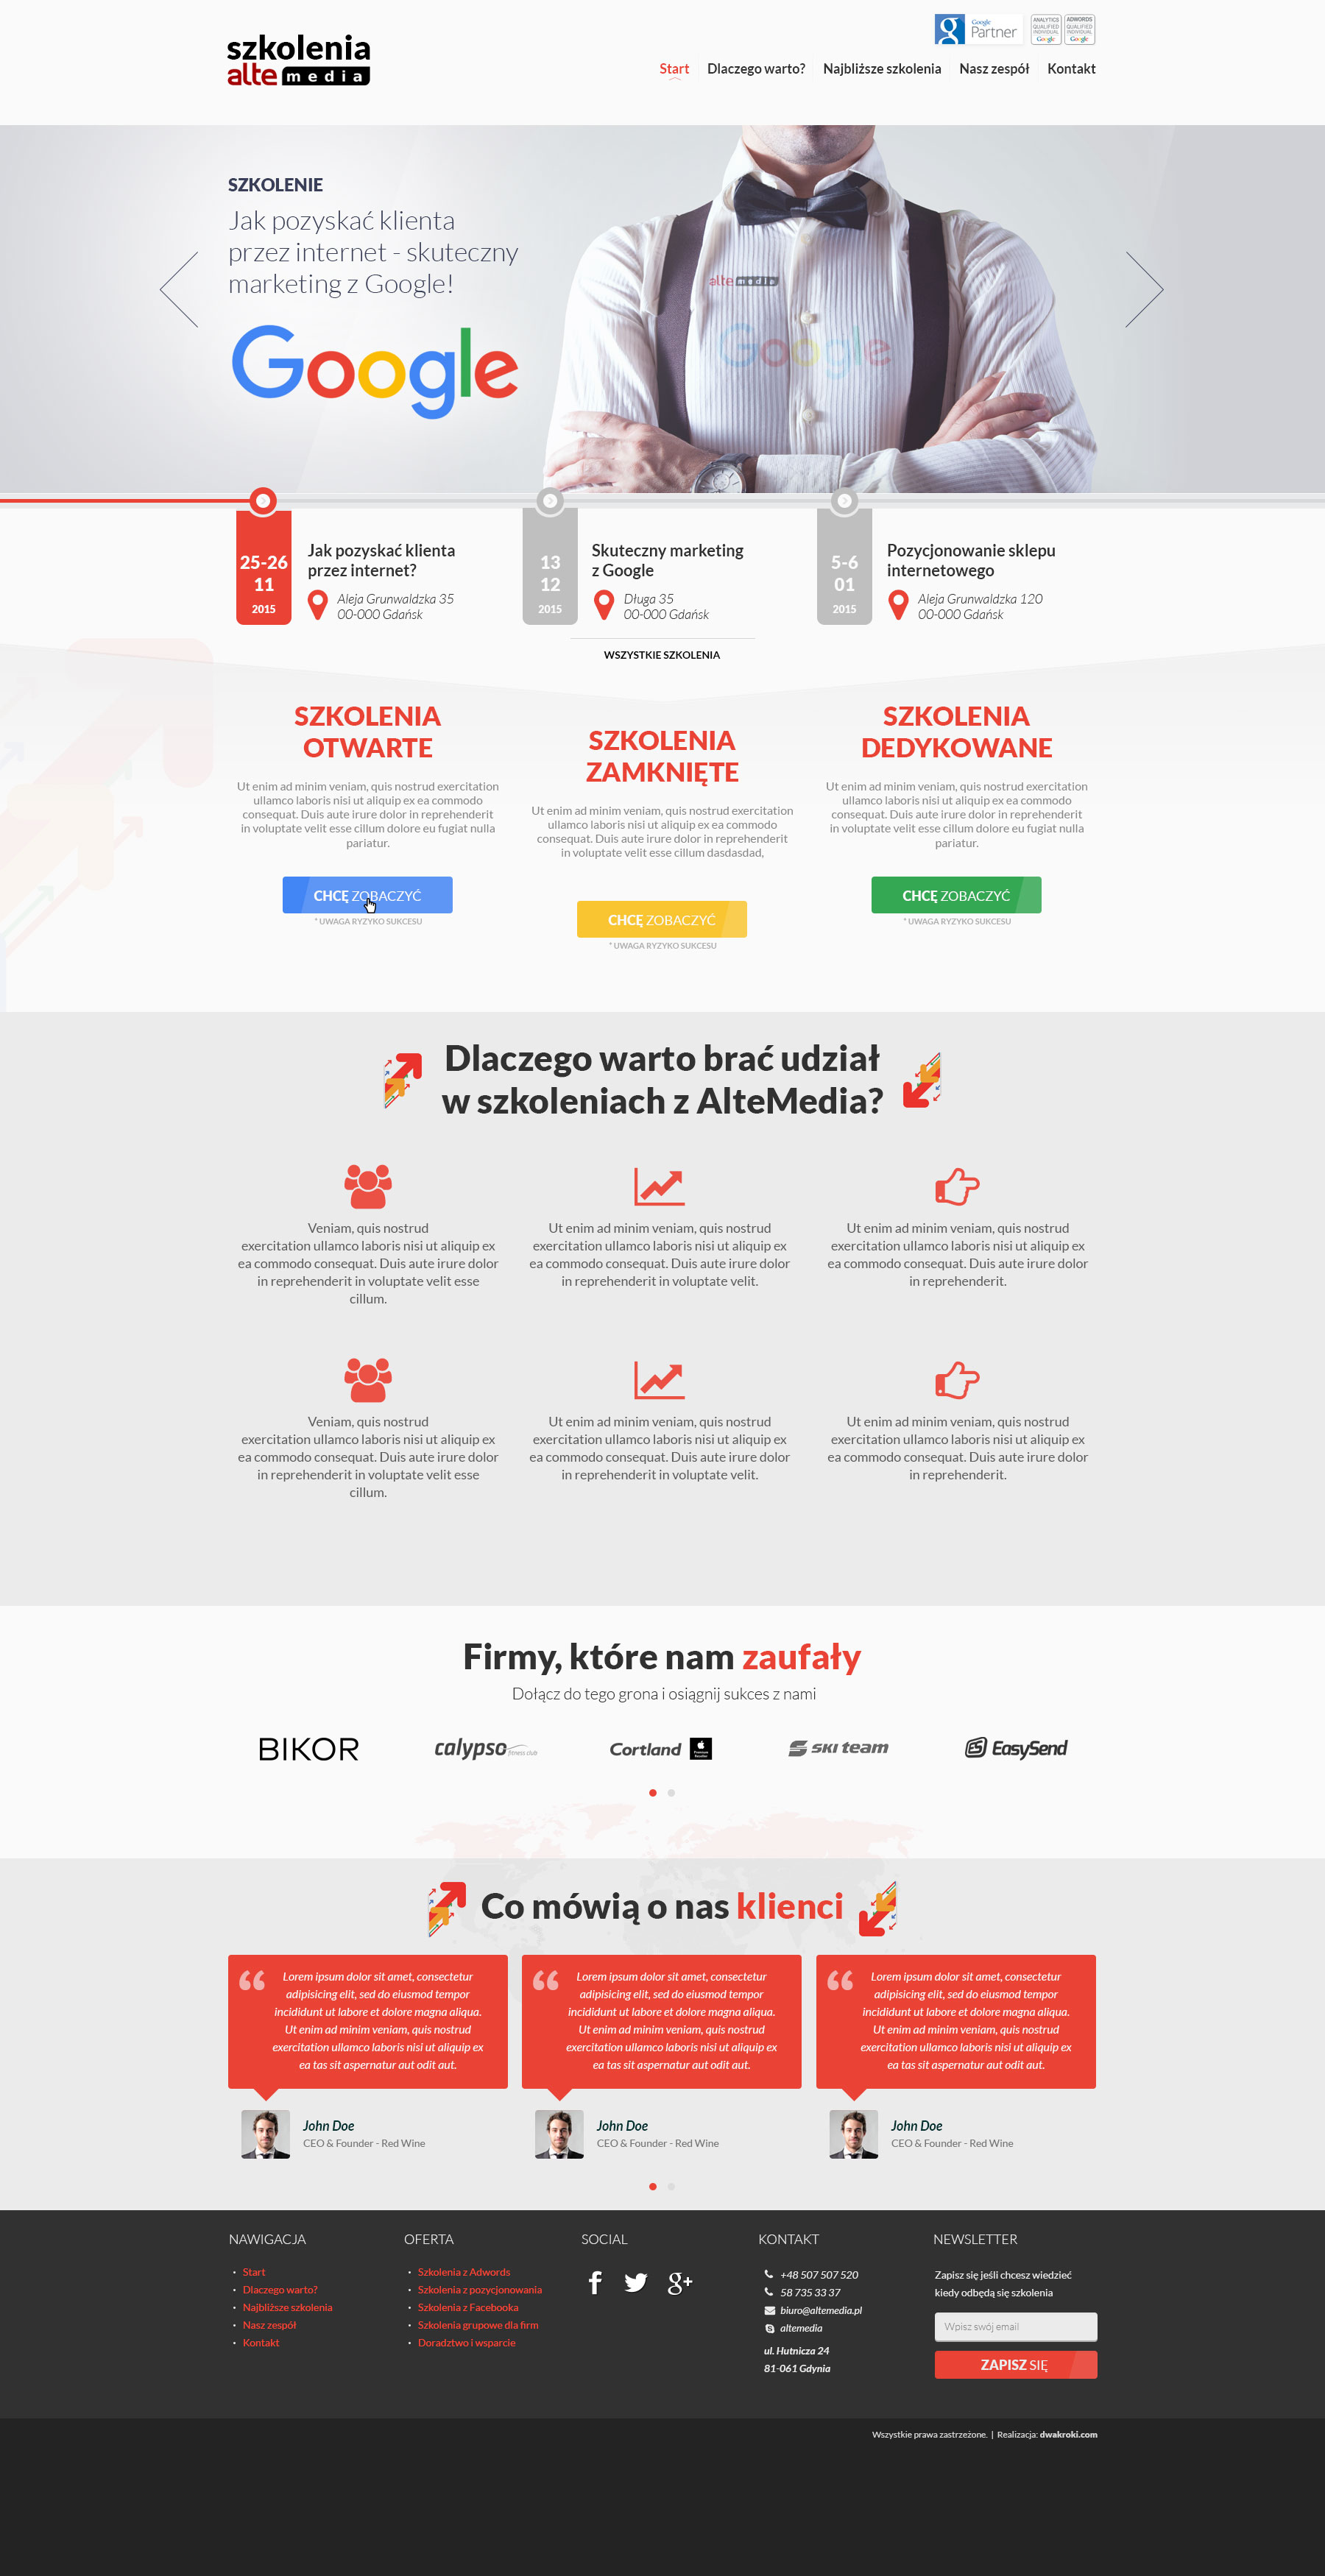 szkolenia
alte media
Google Partner
ANALYTICS QUALIFIED INDIVIDUAL Google
ADWORDS QUALIFIED INDIVIDUAL Google
Start Dlaczego warto? Najbliższe szkolenia Nasz zespół Kontakt
SZKOLENIE
Jak pozyskać klienta
przez internet - skuteczny
marketing z Google!
Google
alte media
Google
25-26
11
2015
Jak pozyskać klienta
przez internet?
Aleja Grunwaldzka 35
00-000 Gdańsk
13
12
2015
Skuteczny marketing
z Google
Długa 35
00-000 Gdańsk
5-6
01
2015
Pozycjonowanie sklepu
internetowego
Aleja Grunwaldzka 120
00-000 Gdańsk
WSZYSTKIE SZKOLENIA
SZKOLENIA
OTWARTE
Ut enim ad minim veniam, quis nostrud exercitation
ullamco laboris nisi ut aliquip ex ea commodo
consequat. Duis aute irure dolor in reprehenderit
in voluptate velit esse cillum dolore eu fugiat nulla
pariatur.
CHCĘ ZOBACZYĆ
* UWAGA RYZYKO SUKCESU
SZKOLENIA
ZAMKNIĘTE
Ut enim ad minim veniam, quis nostrud exercitation
ullamco laboris nisi ut aliquip ex ea commodo
consequat. Duis aute irure dolor in reprehenderit
in voluptate velit esse cillum dasdasdad,
CHCĘ ZOBACZYĆ
* UWAGA RYZYKO SUKCESU
SZKOLENIA
DEDYKOWANE
Ut enim ad minim veniam, quis nostrud exercitation
ullamco laboris nisi ut aliquip ex ea commodo
consequat. Duis aute irure dolor in reprehenderit
in voluptate velit esse cillum dolore eu fugiat nulla
pariatur.
CHCĘ ZOBACZYĆ
* UWAGA RYZYKO SUKCESU
Dlaczego warto brać udział
w szkoleniach z AlteMedia?
Veniam, quis nostrud
exercitation ullamco laboris nisi ut aliquip ex
ea commodo consequat. Duis aute irure dolor
in reprehenderit in voluptate velit esse
cillum.
Ut enim ad minim veniam, quis nostrud
exercitation ullamco laboris nisi ut aliquip ex
ea commodo consequat. Duis aute irure dolor
in reprehenderit in voluptate velit.
Ut enim ad minim veniam, quis nostrud
exercitation ullamco laboris nisi ut aliquip ex
ea commodo consequat. Duis aute irure dolor
in reprehenderit.
Veniam, quis nostrud
exercitation ullamco laboris nisi ut aliquip ex
ea commodo consequat. Duis aute irure dolor
in reprehenderit in voluptate velit esse
cillum.
Ut enim ad minim veniam, quis nostrud
exercitation ullamco laboris nisi ut aliquip ex
ea commodo consequat. Duis aute irure dolor
in reprehenderit in voluptate velit.
Ut enim ad minim veniam, quis nostrud
exercitation ullamco laboris nisi ut aliquip ex
ea commodo consequat. Duis aute irure dolor
in reprehenderit.
Firmy, które nam zaufały
Dołącz do tego grona i osiągnij sukces z nami
BIKOR
calypso fitness club
Cortland
SKI TEAM
EasySend
Co mówią o nas klienci
Lorem ipsum dolor sit amet, consectetur
adipisicing elit, sed do eiusmod tempor
incididunt ut labore et dolore magna aliqua.
Ut enim ad minim veniam, quis nostrud
exercitation ullamco laboris nisi ut aliquip ex
ea tas sit aspernatur aut odit aut.
John Doe
CEO & Founder - Red Wine
Lorem ipsum dolor sit amet, consectetur
adipisicing elit, sed do eiusmod tempor
incididunt ut labore et dolore magna aliqua.
Ut enim ad minim veniam, quis nostrud
exercitation ullamco laboris nisi ut aliquip ex
ea tas sit aspernatur aut odit aut.
John Doe
CEO & Founder - Red Wine
Lorem ipsum dolor sit amet, consectetur
adipisicing elit, sed do eiusmod tempor
incididunt ut labore et dolore magna aliqua.
Ut enim ad minim veniam, quis nostrud
exercitation ullamco laboris nisi ut aliquip ex
ea tas sit aspernatur aut odit aut.
John Doe
CEO & Founder - Red Wine
NAWIGACJA
Start
Dlaczego warto?
Najbliższe szkolenia
Nasz zespół
Kontakt
OFERTA
Szkolenia z Adwords
Szkolenia z pozycjonowania
Szkolenia z Facebooka
Szkolenia grupowe dla firm
Doradztwo i wsparcie
SOCIAL
KONTAKT
+48 507 507 520
58 735 33 37
biuro@altemedia.pl
altemedia
ul. Hutnicza 24
81-061 Gdynia
NEWSLETTER
Zapisz się jeśli chcesz wiedzieć
kiedy odbędą się szkolenia
Wpisz swój email
ZAPISZ SIĘ
Wszystkie prawa zastrzeżone. | Realizacja: dwakroki.com